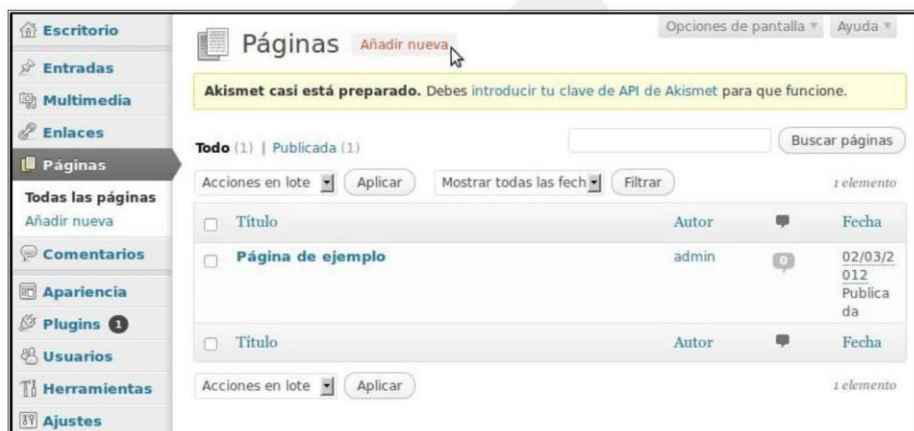 Escritorio
Entradas
Multimedia
Enlaces
Páginas
Todas las páginas
Añadir nueva
Comentarios
Apariencia
Plugins 1
Usuarios
Herramientas
Ajustes
Opciones de pantalla
Ayuda
Páginas Añadir nueva
Akismet casi está preparado. Debes introducir tu clave de API de Akismet para que funcione.
Todo (1) | Publicada (1)
Buscar páginas
Acciones en lote Aplicar Mostrar todas las fech Filtrar 1 elemento
Título Autor Fecha
Página de ejemplo admin 0 02/03/2
012
Publica
da
Título Autor Fecha
Acciones en lote Aplicar 1 elemento